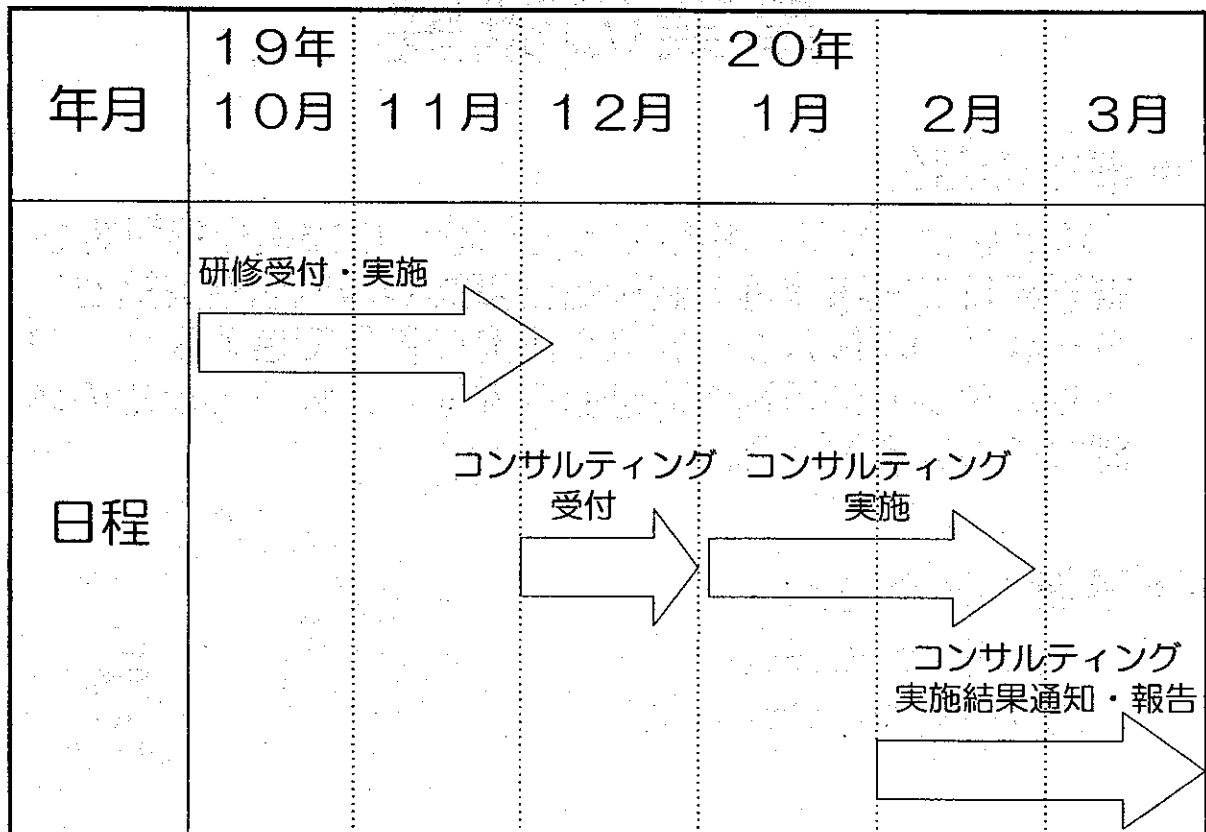 １９年
２０年
年月
１０月
１１月
１２月
１月
２月
３月
研修受付・実施
コンサルティング
受付
コンサルティング
実施
日程
コンサルティング
実施結果通知・報告